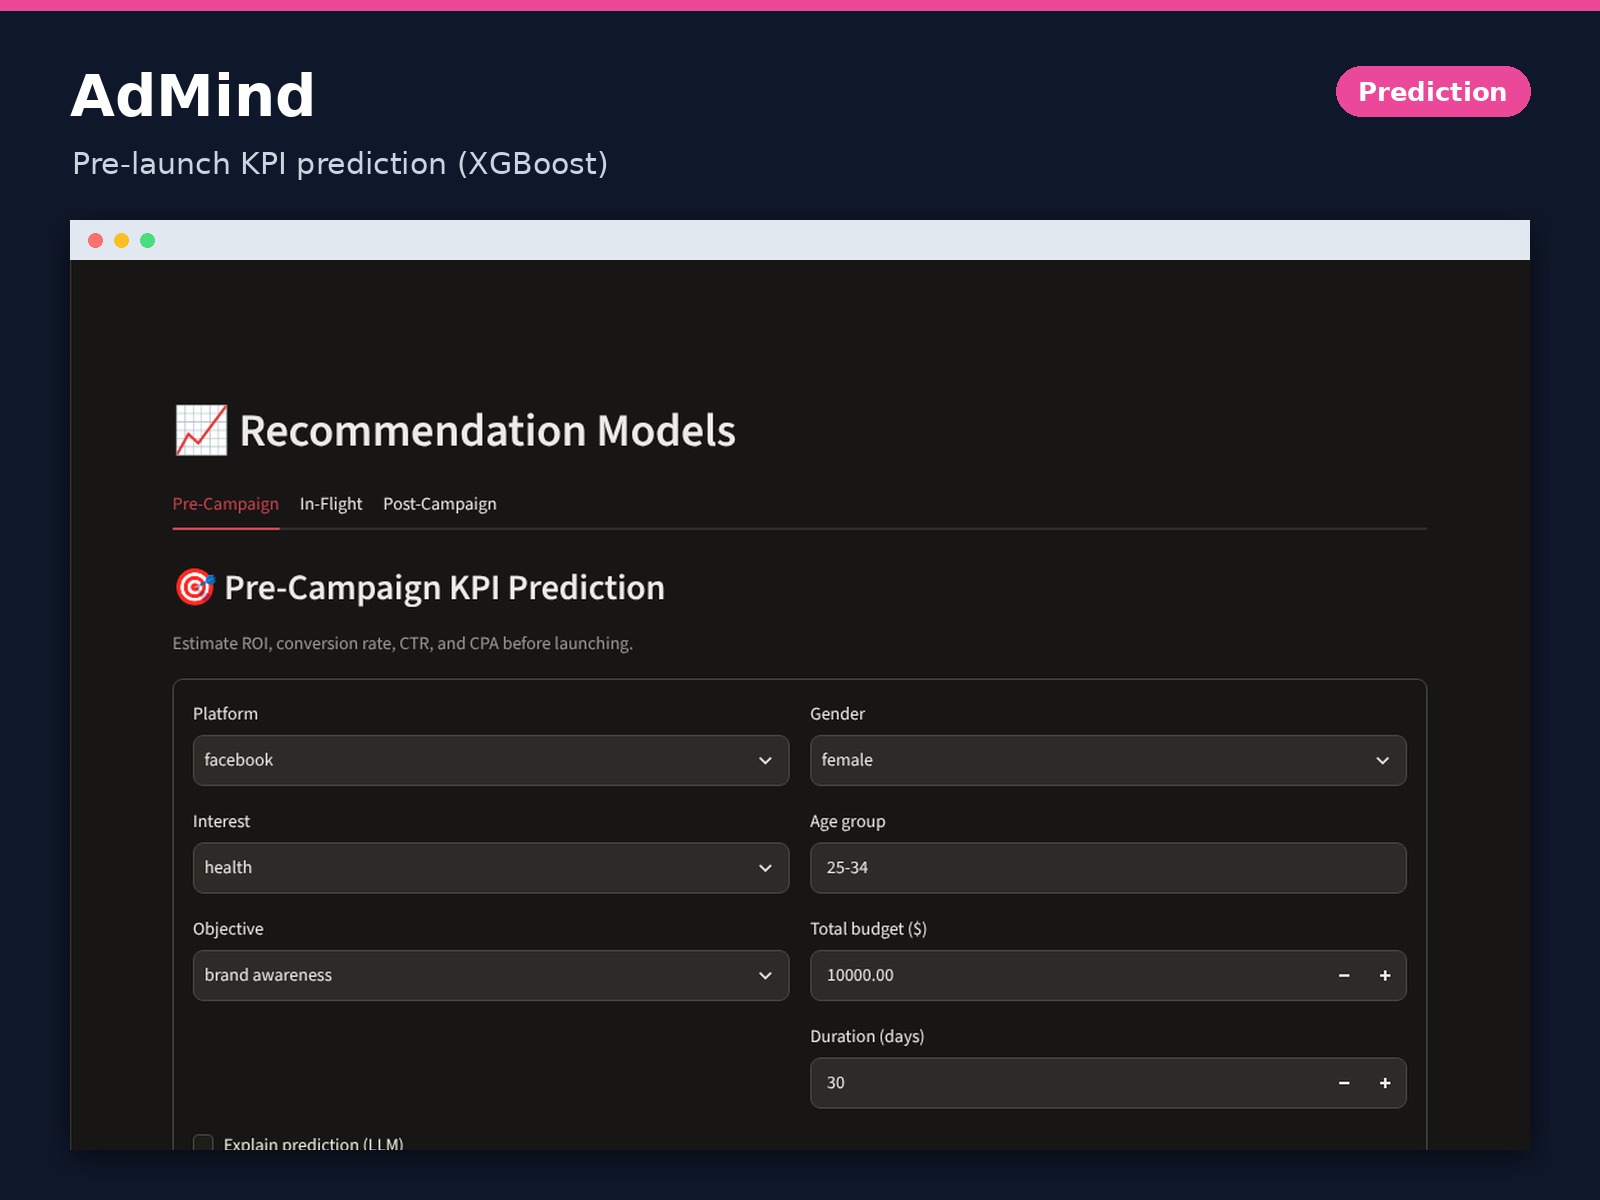 AdMind
Prediction
Pre-launch KPI prediction (XGBoost)
Recommendation Models
Pre-Campaign In-Flight Post-Campaign
Pre-Campaign KPI Prediction
Estimate ROI, conversion rate, CTR, and CPA before launching.
Platform
facebook
Gender
female
Interest
health
Age group
25-34
Objective
brand awareness
Total budget ($)
10000.00
Duration (days)
30
Explain prediction (LLM)